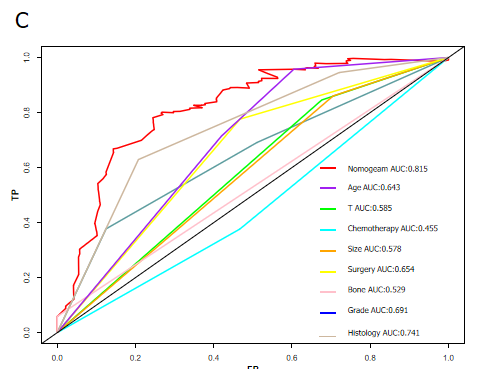 C
1.0
0.8
0.6
0.4
0.2
0.0
TP
Nomogeam AUC:0.815
Age AUC:0.643
T AUC:0.585
Chemotherapy AUC:0.455
Size AUC:0.578
Surgery AUC:0.654
Bone AUC:0.529
Grade AUC:0.691
Histology AUC:0.741
0.0 0.2 0.4 0.6 0.8 1.0